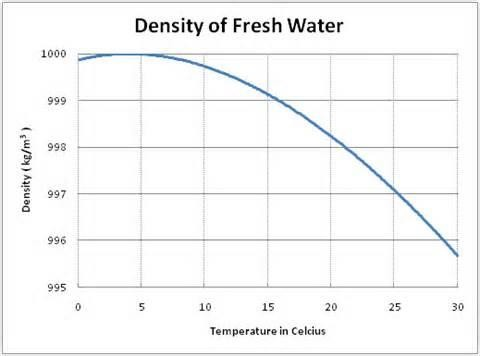 Density of Fresh Water
1000
999
998
997
996
995
Density ( kg/m³ )
0 5 10 15 20 25 30
Temperature in Celcius